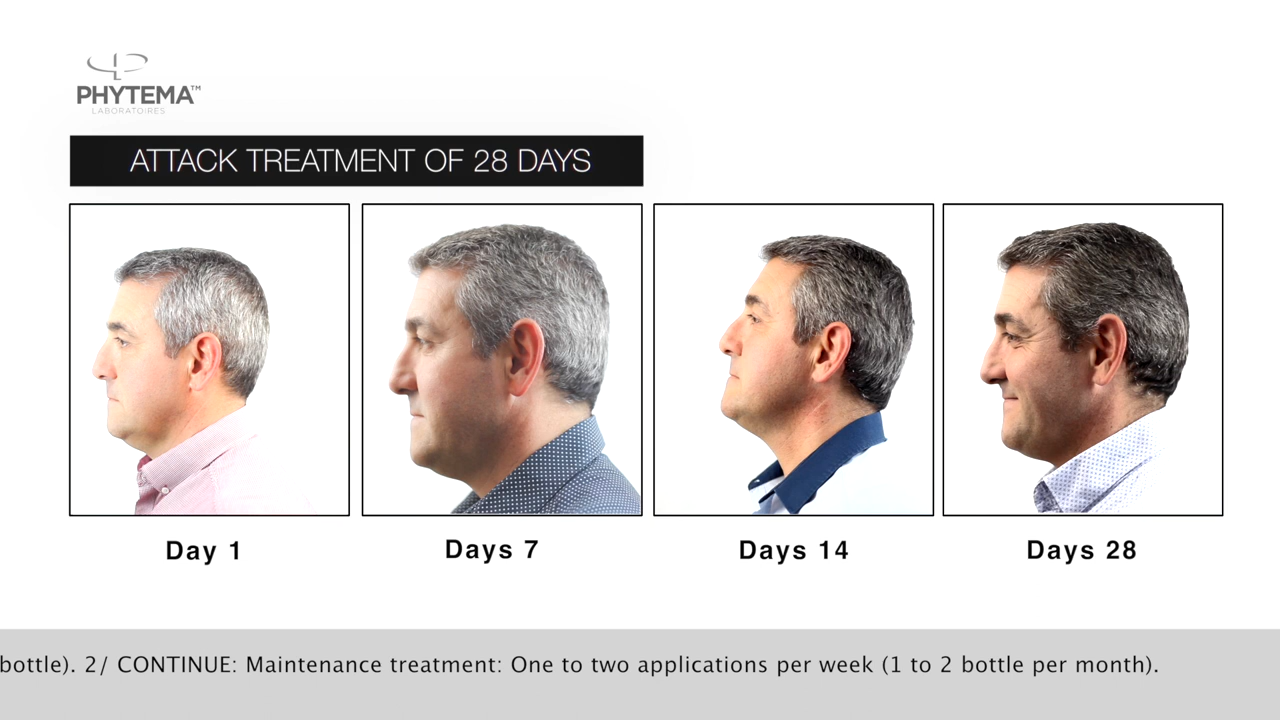 PHYTEMA™
LABORATOIRES
ATTACK TREATMENT OF 28 DAYS
Day 1
Days 7
Days 14
Days 28
bottle). 2/ CONTINUE: Maintenance treatment: One to two applications per week (1 to 2 bottle per month).